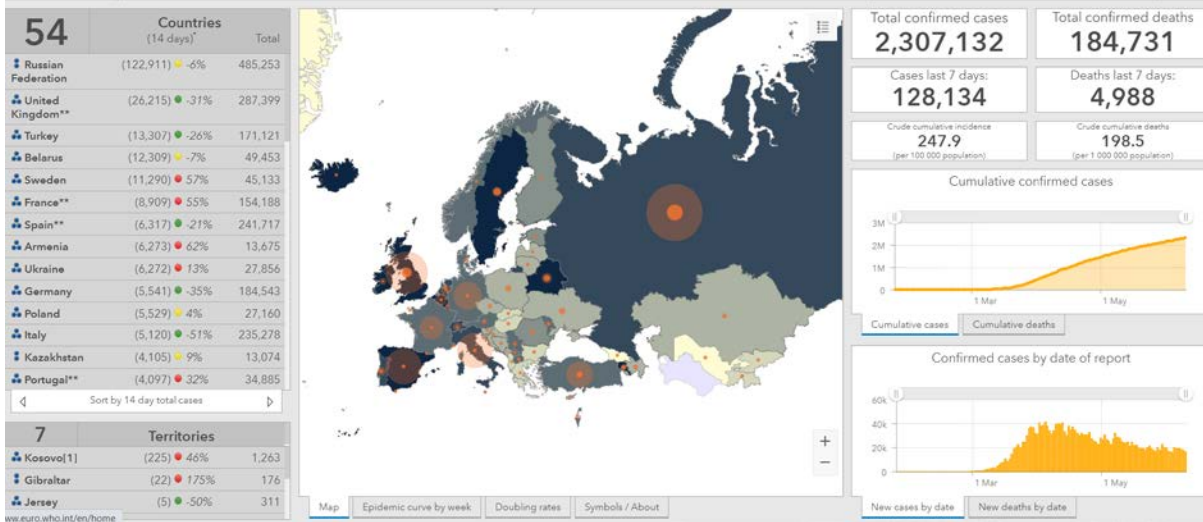 54
Countries
(14 days)*
Total
Russian
Federation
(122,911) -6% 485,253
United
Kingdom**
(26,215) -31% 287,399
Turkey (13,307) -26% 171,121
Belarus (12,309) -7% 49,453
Sweden (11,290) 57% 45,133
France** (8,909) 55% 154,188
Spain** (6,317) -21% 241,717
Armenia (6,273) 62% 13,675
Ukraine (6,272) 13% 27,856
Germany (5,541) -35% 184,543
Poland (5,529) 4% 27,160
Italy (5,120) -51% 235,278
Kazakhstan (4,105) 9% 13,074
Portugal** (4,097) 32% 34,885
Sort by 14 day total cases
7 Territories
Kosovo[1] (225) 46% 1,263
Gibraltar (22) 175% 176
Jersey (5) -50% 311
ww.euro.who.int/en/home
+
−
Map Epidemic curve by week Doubling rates Symbols / About
Total confirmed cases
2,307,132
Total confirmed deaths
184,731
Cases last 7 days:
128,134
Deaths last 7 days:
4,988
Crude cumulative incidence
247.9
(per 100 000 population)
Crude cumulative deaths
198.5
(per 1 000 000 population)
Cumulative confirmed cases
3M
2M
1M
0
1 Mar 1 May
Cumulative cases Cumulative deaths
Confirmed cases by date of report
60k
40k
20k
0
1 Mar 1 May
New cases by date New deaths by date